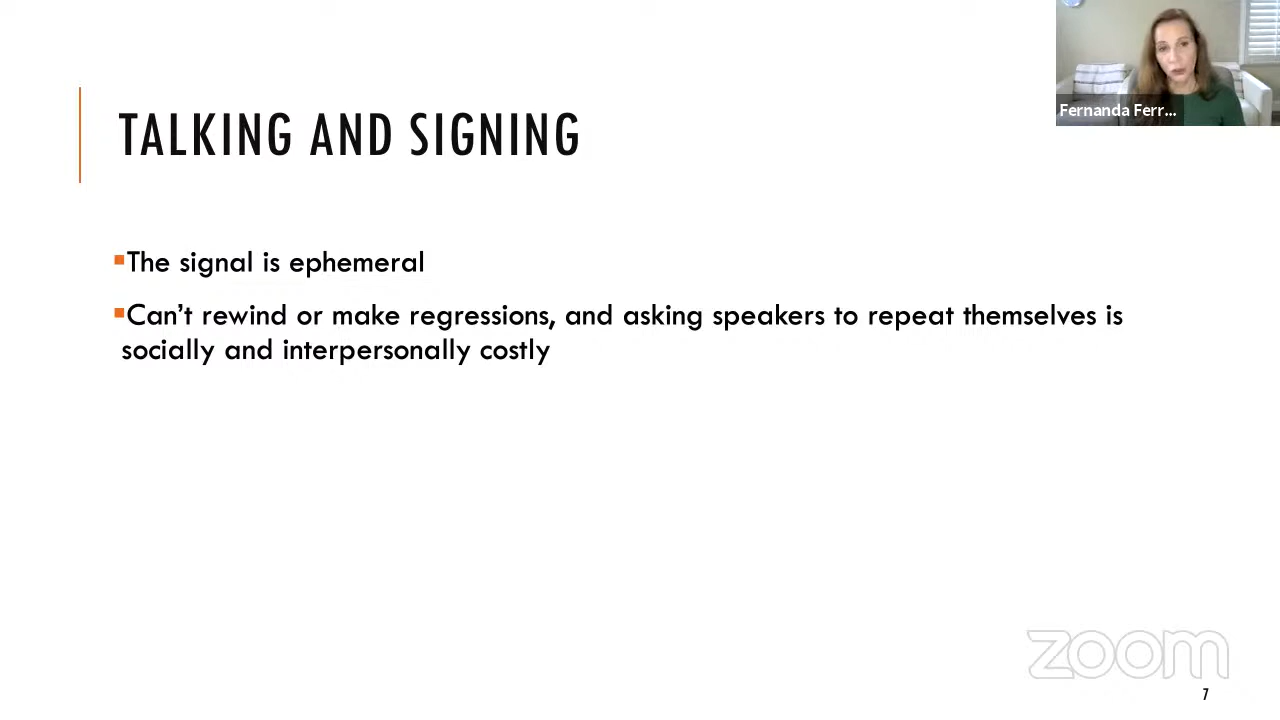 Fernanda Ferr...
TALKING AND SIGNING
The signal is ephemeral
Can't rewind or make regressions, and asking speakers to repeat themselves is
socially and interpersonally costly
zoom
7